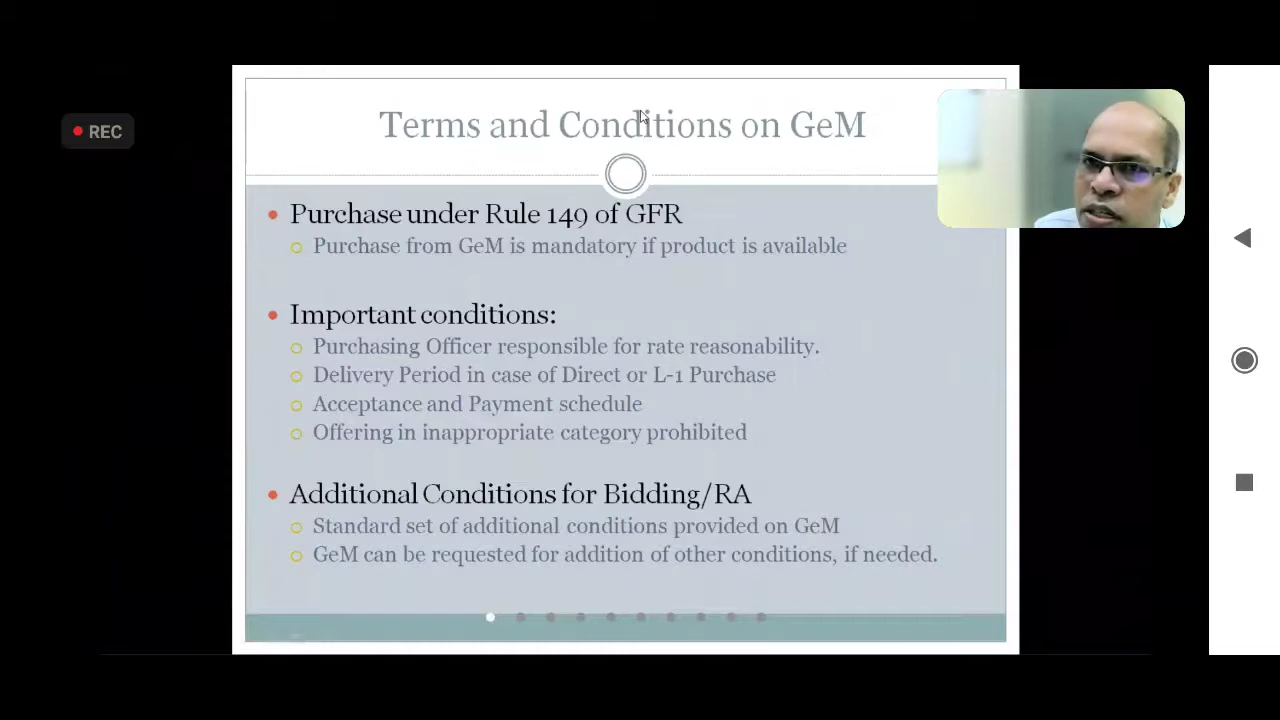 Terms and Conditions on GeM
REC
Purchase under Rule 149 of GFR
Purchase from GeM is mandatory if product is available
Important conditions:
Purchasing Officer responsible for rate reasonability.
Delivery Period in case of Direct or L-1 Purchase
Acceptance and Payment schedule
Offering in inappropriate category prohibited
Additional Conditions for Bidding/RA
Standard set of additional conditions provided on GeM
GeM can be requested for addition of other conditions, if needed.